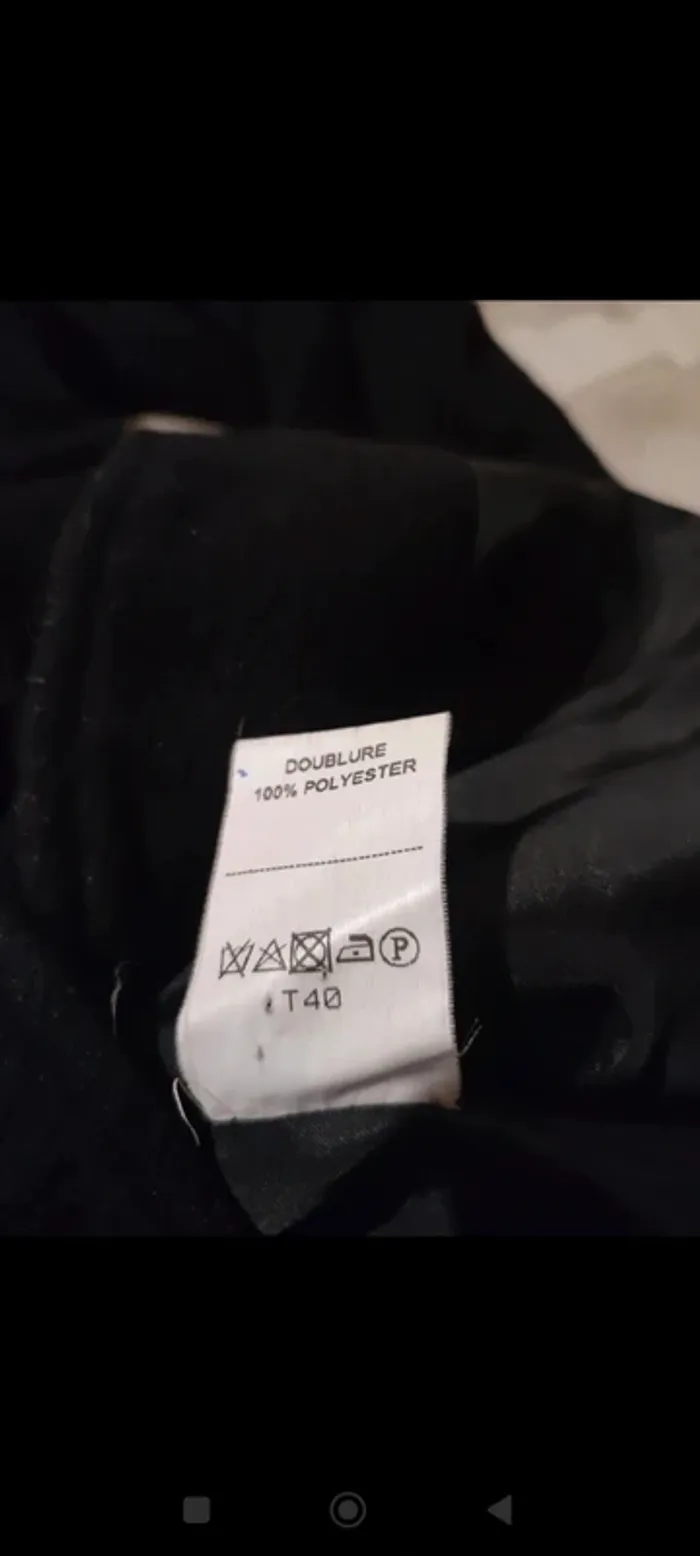 DOUBLURE
100% POLYESTER
P
T40